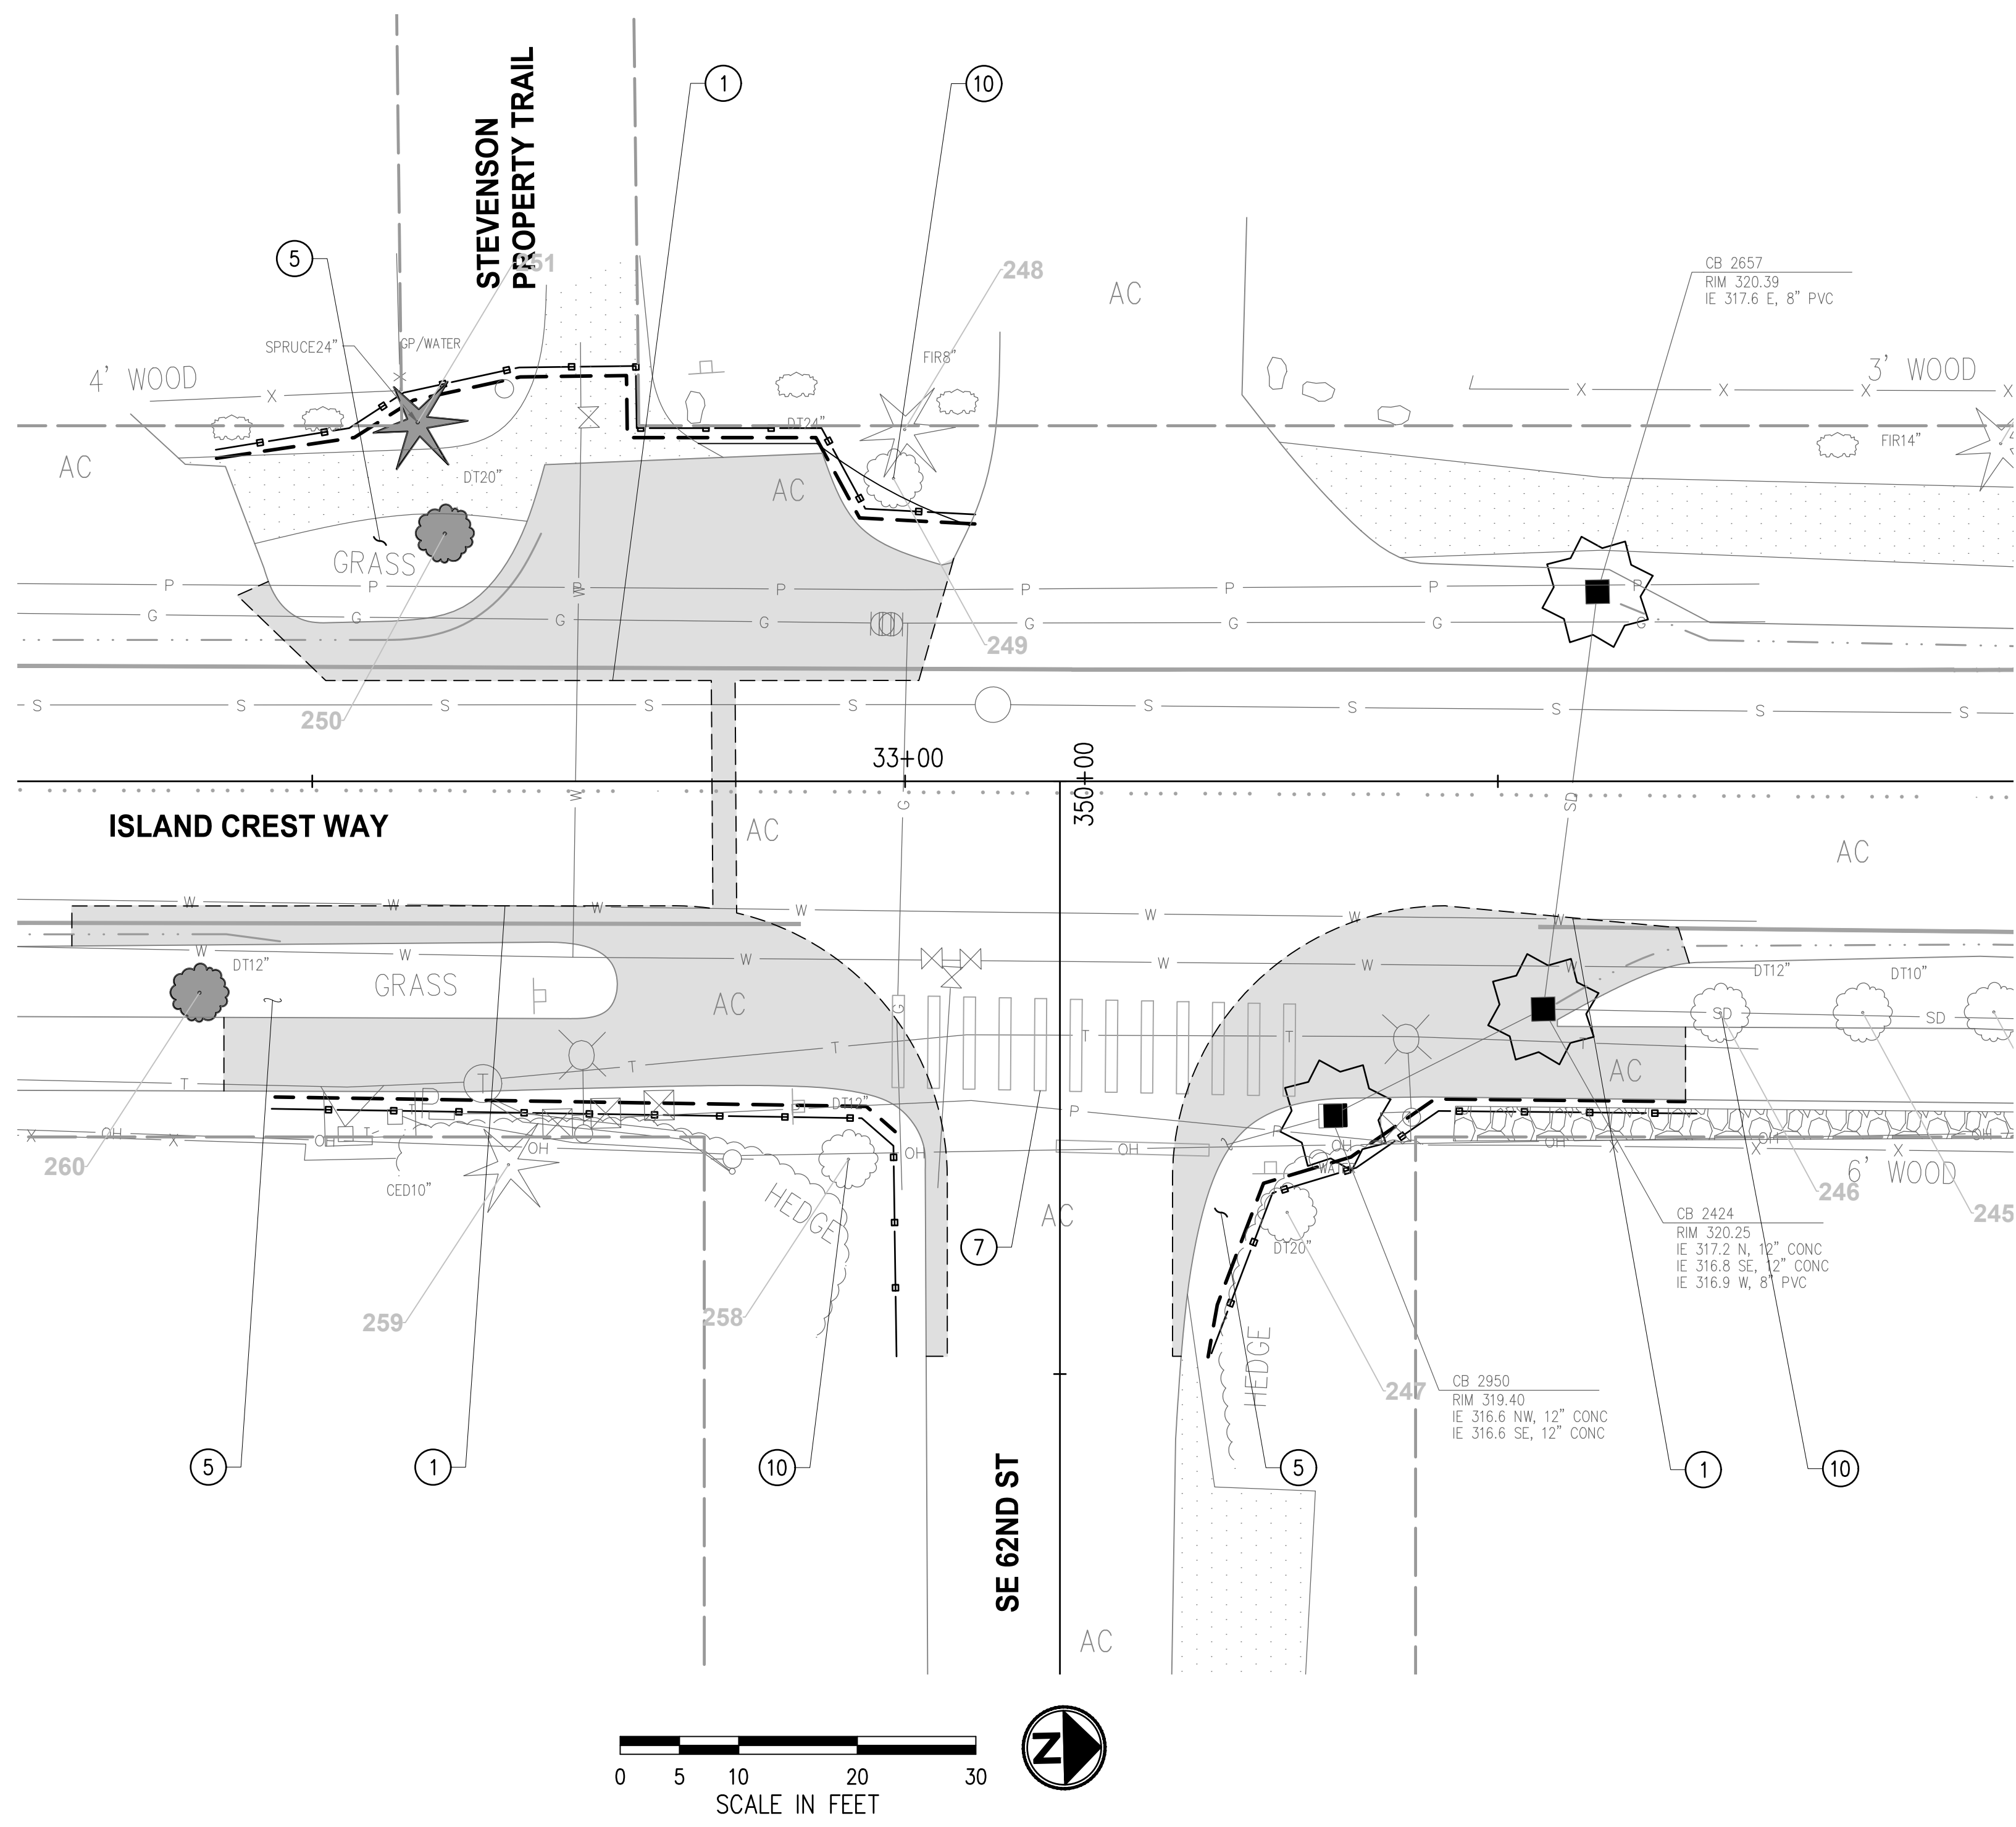 STEVENSON
PROPERTY TRAIL
1
10
5
251
248
AC
CB 2657
RIM 320.39
IE 317.6 E, 8" PVC
SPRUCE24"
GP/WATER
FIR8"
4' WOOD
X
X
X
X
X
X
3' WOOD
DT24"
FIR14"
AC
DT20"
AC
GRASS
P
P
P
P
P
P
P
P
W
G
G
G
G
G
G
G
G
249
250
S
S
S
S
S
S
S
S
S
33+00
350+00
ISLAND CREST WAY
W
G
SD
AC
AC
W
W
W
W
W
W
W
W
W
W
W
W
W
DT12"
GRASS
AC
G
DT12"
DT10"
SD
SD
T
T
T
T
T
AC
T
T
P
DT12"
P
P
X
OH
X
OH
OH
OH
OH
OH
OH
OH
OH
X
X
X
T
T
260
CED10"
HEDGE
WATER
6' WOOD
AC
7
DT20"
246
245
CB 2424
RIM 320.25
IE 317.2 N, 12" CONC
IE 316.8 SE, 12" CONC
IE 316.9 W, 8" PVC
259
258
HEDGE
247
CB 2950
RIM 319.40
IE 316.6 NW, 12" CONC
IE 316.6 SE, 12" CONC
5
1
10
5
1
10
SE 62ND ST
AC
Z
0 5 10 20 30
SCALE IN FEET